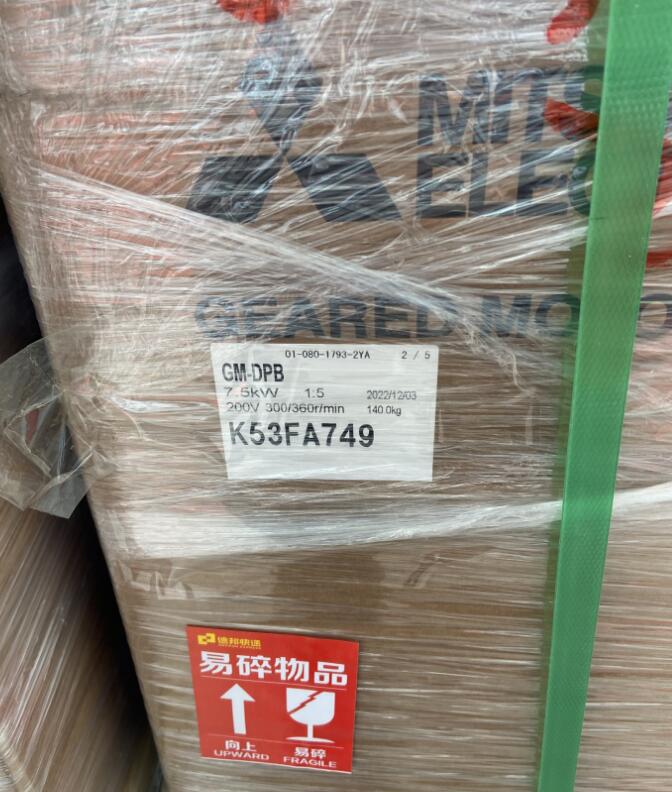 MITS
ELEC
GEARED MO
01-080-1793-2YA 2 / 5
GM-DPB
7.5kW 1.5 2022/12/03
200V 300/360r/min 140.0kg
K53FA749
德邦快递
易碎物品
向上 易碎
UPWARD FRAGILE